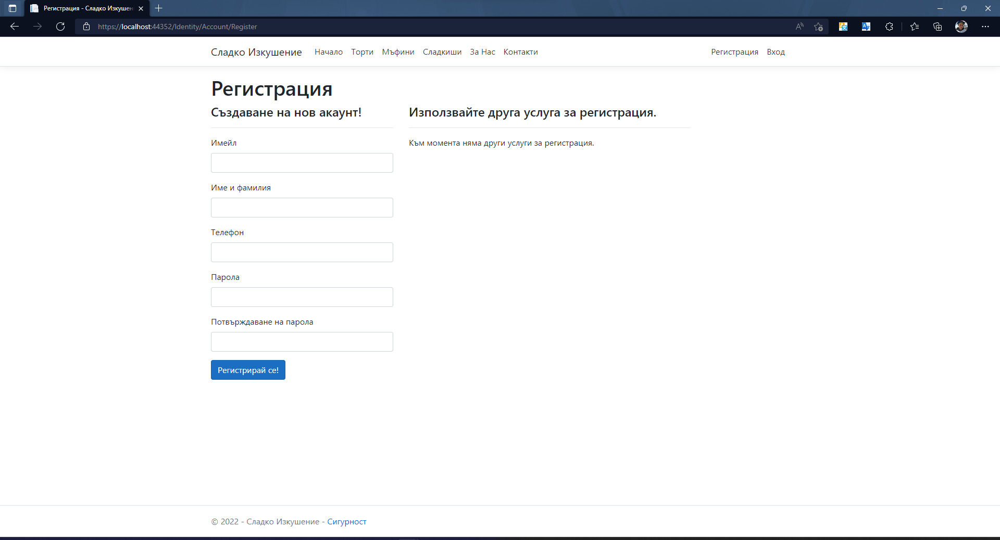 Регистрация - Сладко Изкушен
https://localhost:44352/Identity/Account/Register
Сладко Изкушение Начало Торти Мъфини Сладкиши За Нас Контакти Регистрация Вход
Регистрация
Създаване на нов акаунт!
Използвайте друга услуга за регистрация.
Имейл
Към момента няма други услуги за регистрация.
Име и фамилия
Телефон
Парола
Потвърждаване на парола
Регистрирай се!
© 2022 - Сладко Изкушение - Сигурност